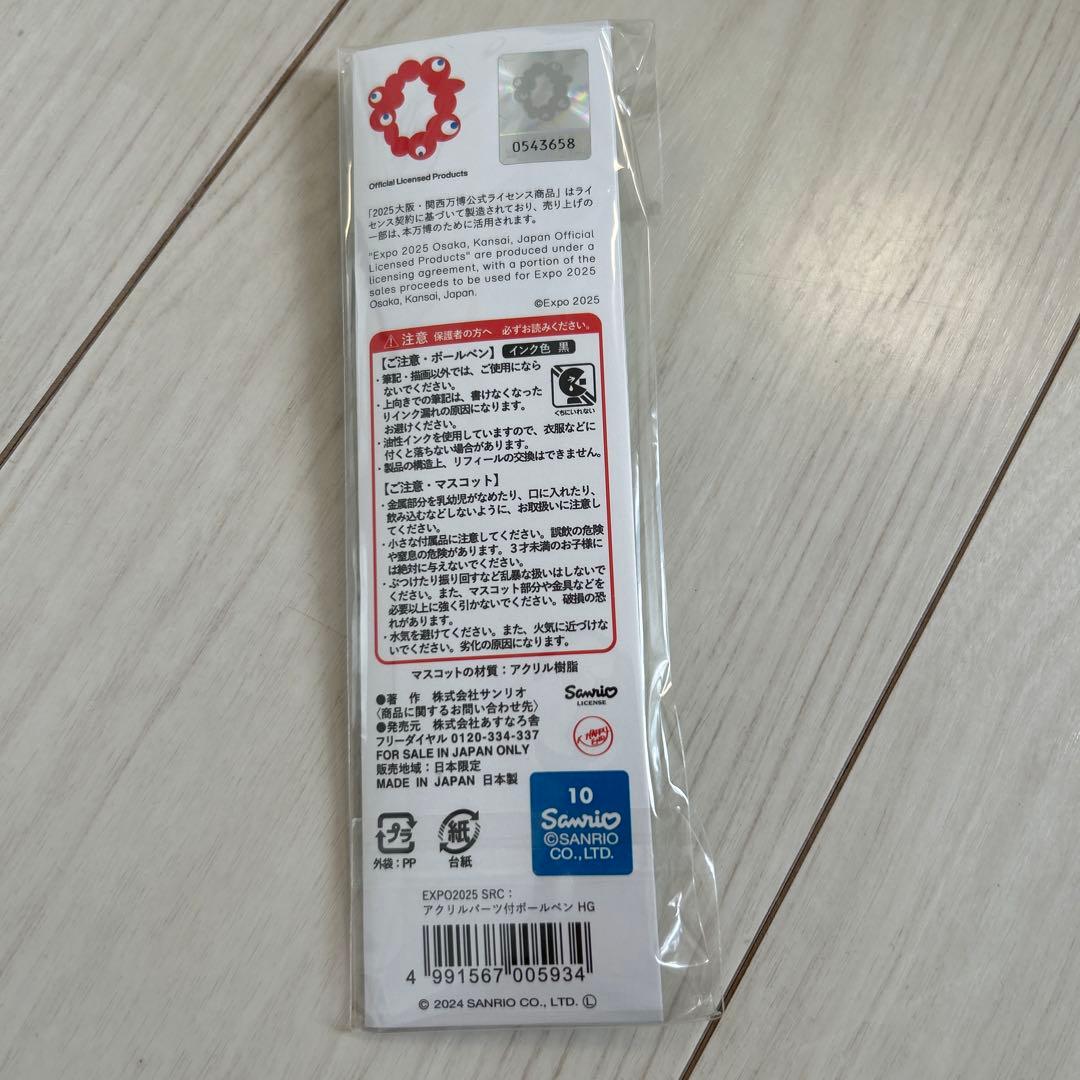 0543658
Official Licensed Products
「2025大阪・関西万博公式ライセンス商品」はライ
センス契約に基づいて製造されており、売り上げの
一部は、本万博のために活用されます。
"Expo 2025 Osaka, Kansai, Japan Official
Licensed Products" are produced under a
licensing agreement, with a portion of the
sales proceeds to be used for Expo 2025
Osaka, Kansai, Japan.
©Expo 2025
注意 保護者の方へ 必ずお読みください。
【ご注意・ボールペン】 インク色 黒
・筆記・描画以外では、ご使用になら
ないでください。
・上向きでの筆記は、書けなくなった
りインク漏れの原因になります。
お避けください。
くちにいれない
・油性インクを使用していますので、衣服などに
付くと落ちない場合があります。
・製品の構造上、リフィールの交換はできません。
【ご注意・マスコット】
・金属部分を乳幼児がなめたり、口に入れたり、
飲み込むなどしないように、お取扱いに注意し
てください。
・小さな付属品に注意してください。誤飲の危険
や窒息の危険があります。3才未満のお子様に
は絶対に与えないでください。
・ぶつけたり振り回すなど乱暴な扱いはしないで
ください。また、マスコット部分や金具などを
必要以上に強く引かないでください。破損の恐
れがあります。
・水気を避けてください。また、火気に近づけな
いでください。劣化の原因になります。
マスコットの材質：アクリル樹脂
●著 作 株式会社サンリオ
〈商品に関するお問い合わせ先〉
●発売元 株式会社あすなろ舎
フリーダイヤル 0120-334-337
FOR SALE IN JAPAN ONLY
販売地域：日本限定
MADE IN JAPAN 日本製
Sanrio
LICENSE
プラ
外袋：PP
紙
台紙
10
Sanrio
©SANRIO
CO.,LTD.
EXPO2025 SRC：
アクリルパーツ付ボールペン HG
4 991567 005934
© 2024 SANRIO CO., LTD. Ⓛ